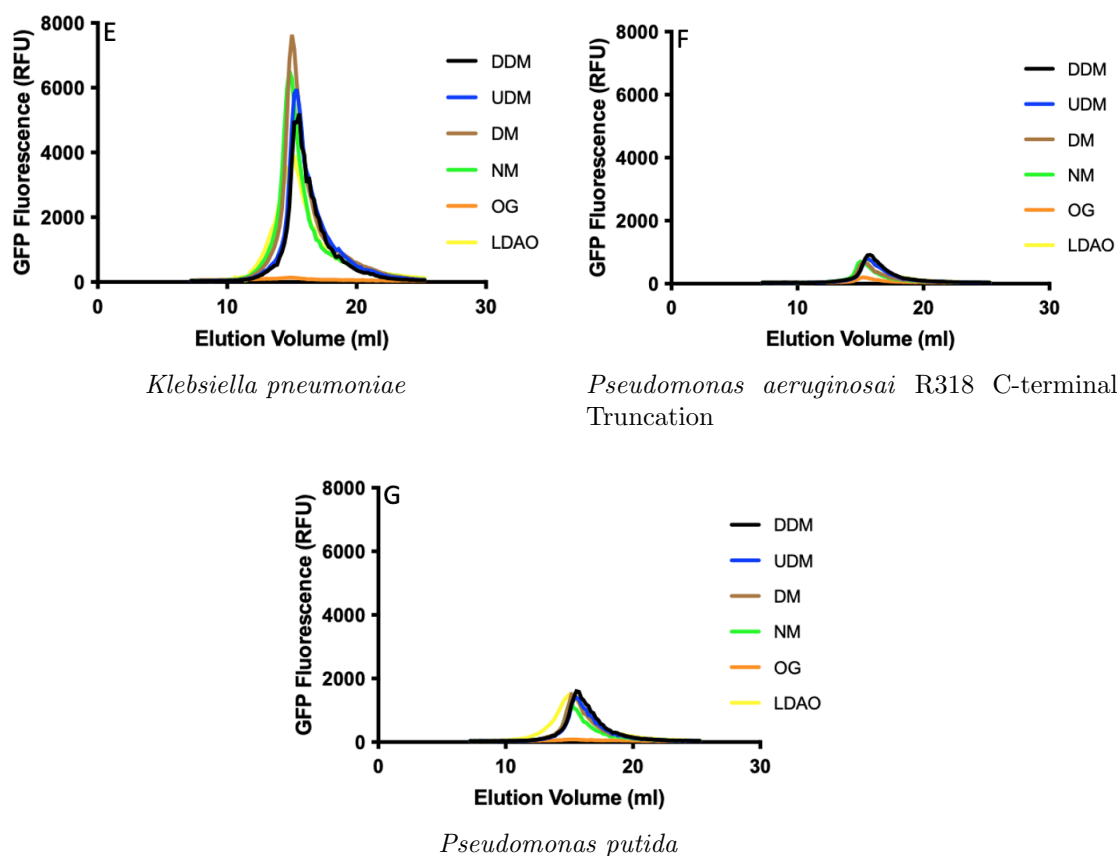 E
GFP Fluorescence (RFU)
8000
6000
4000
2000
0
0 10 20 30
Elution Volume (ml)
DDM
UDM
DM
NM
OG
LDAO
Klebsiella pneumoniae
F
GFP Fluorescence (RFU)
8000
6000
4000
2000
0
0 10 20 30
Elution Volume (ml)
DDM
UDM
DM
NM
OG
LDAO
Pseudomonas aeruginosai R318 C-terminal
Truncation
G
GFP Fluorescence (RFU)
8000
6000
4000
2000
0
0 10 20 30
Elution Volume (ml)
DDM
UDM
DM
NM
OG
LDAO
Pseudomonas putida